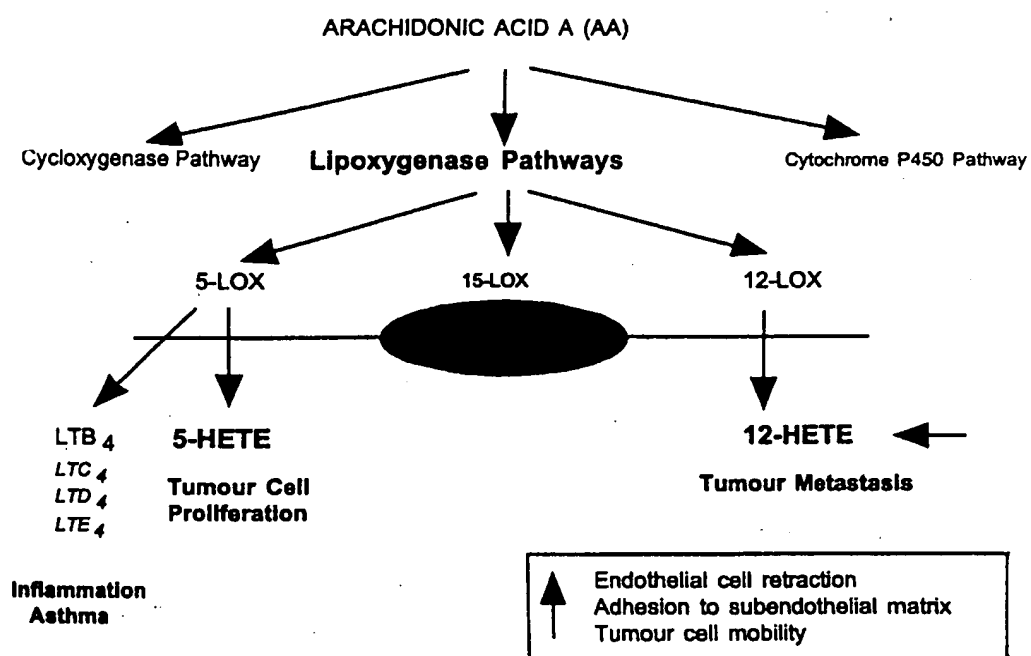 ARACHIDONIC ACID A (AA)
Cycloxygenase Pathway
Lipoxygenase Pathways
Cytochrome P450 Pathway
5-LOX
15-LOX
12-LOX
LTB 4
LTC 4
LTD 4
LTE 4
5-HETE
Tumour Cell
Proliferation
12-HETE
Tumour Metastasis
Inflammation
Asthma
Endothelial cell retraction
Adhesion to subendothelial matrix
Tumour cell mobility